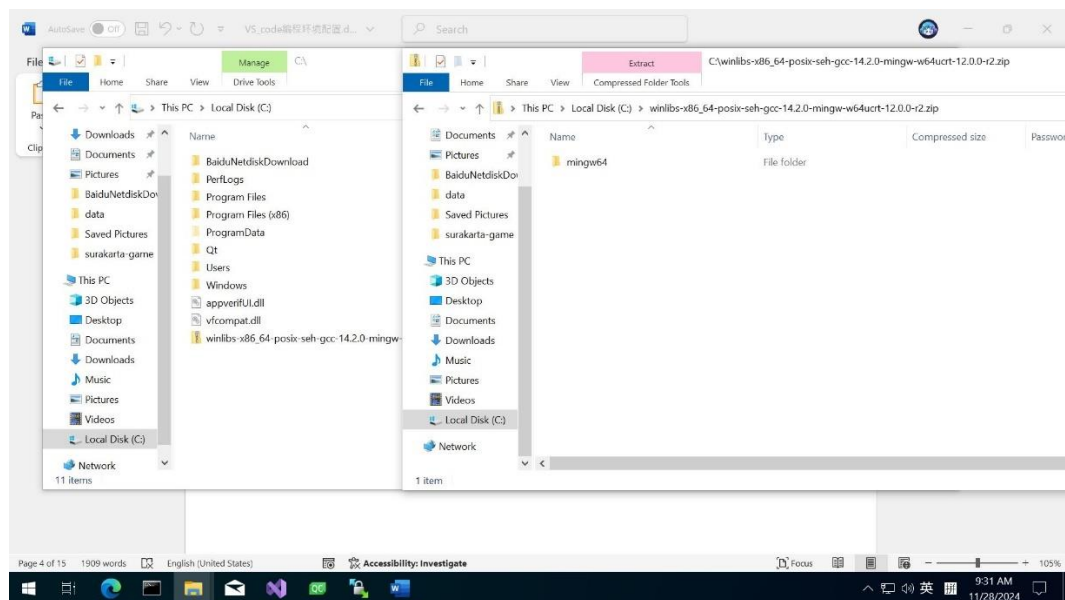 AutoSave Off VS_code编程环境配置.d... Search
File
Clip
Manage C:\
File Home Share View Drive Tools
This PC > Local Disk (C:)
Downloads
Documents
Pictures
BaiduNetdiskDov
data
Saved Pictures
surakarta-game
This PC
3D Objects
Desktop
Documents
Downloads
Music
Pictures
Videos
Local Disk (C:)
Network
Name
BaiduNetdiskDownload
PerfLogs
Program Files
Program Files (x86)
ProgramData
Qt
Users
Windows
appverifUI.dll
vfcompat.dll
winlibs-x86_64-posix-seh-gcc-14.2.0-mingw-
11 items
Extract C:\winlibs-x86_64-posix-seh-gcc-14.2.0-mingw-w64ucrt-12.0.0-r2.zip
File Home Share View Compressed Folder Tools
This PC > Local Disk (C:) > winlibs-x86_64-posix-seh-gcc-14.2.0-mingw-w64ucrt-12.0.0-r2.zip
Documents
Pictures
BaiduNetdiskDov
data
Saved Pictures
surakarta-game
This PC
3D Objects
Desktop
Documents
Downloads
Music
Pictures
Videos
Local Disk (C:)
Network
Name Type Compressed size Passwor
mingw64 File folder
1 item
Page 4 of 15 1909 words English (United States) Accessibility: Investigate Focus 105%
英 拼 9:31 AM
11/28/2024